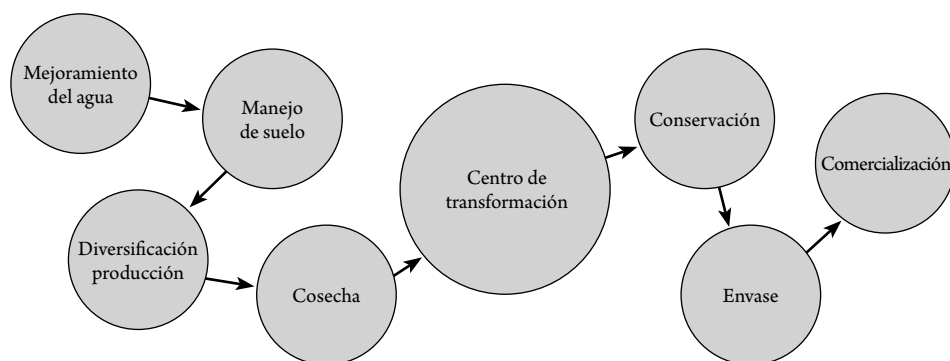 Mejoramiento
del agua
Manejo
de suelo
Diversificación
producción
Cosecha
Centro de
transformación
Conservación
Envase
Comercialización